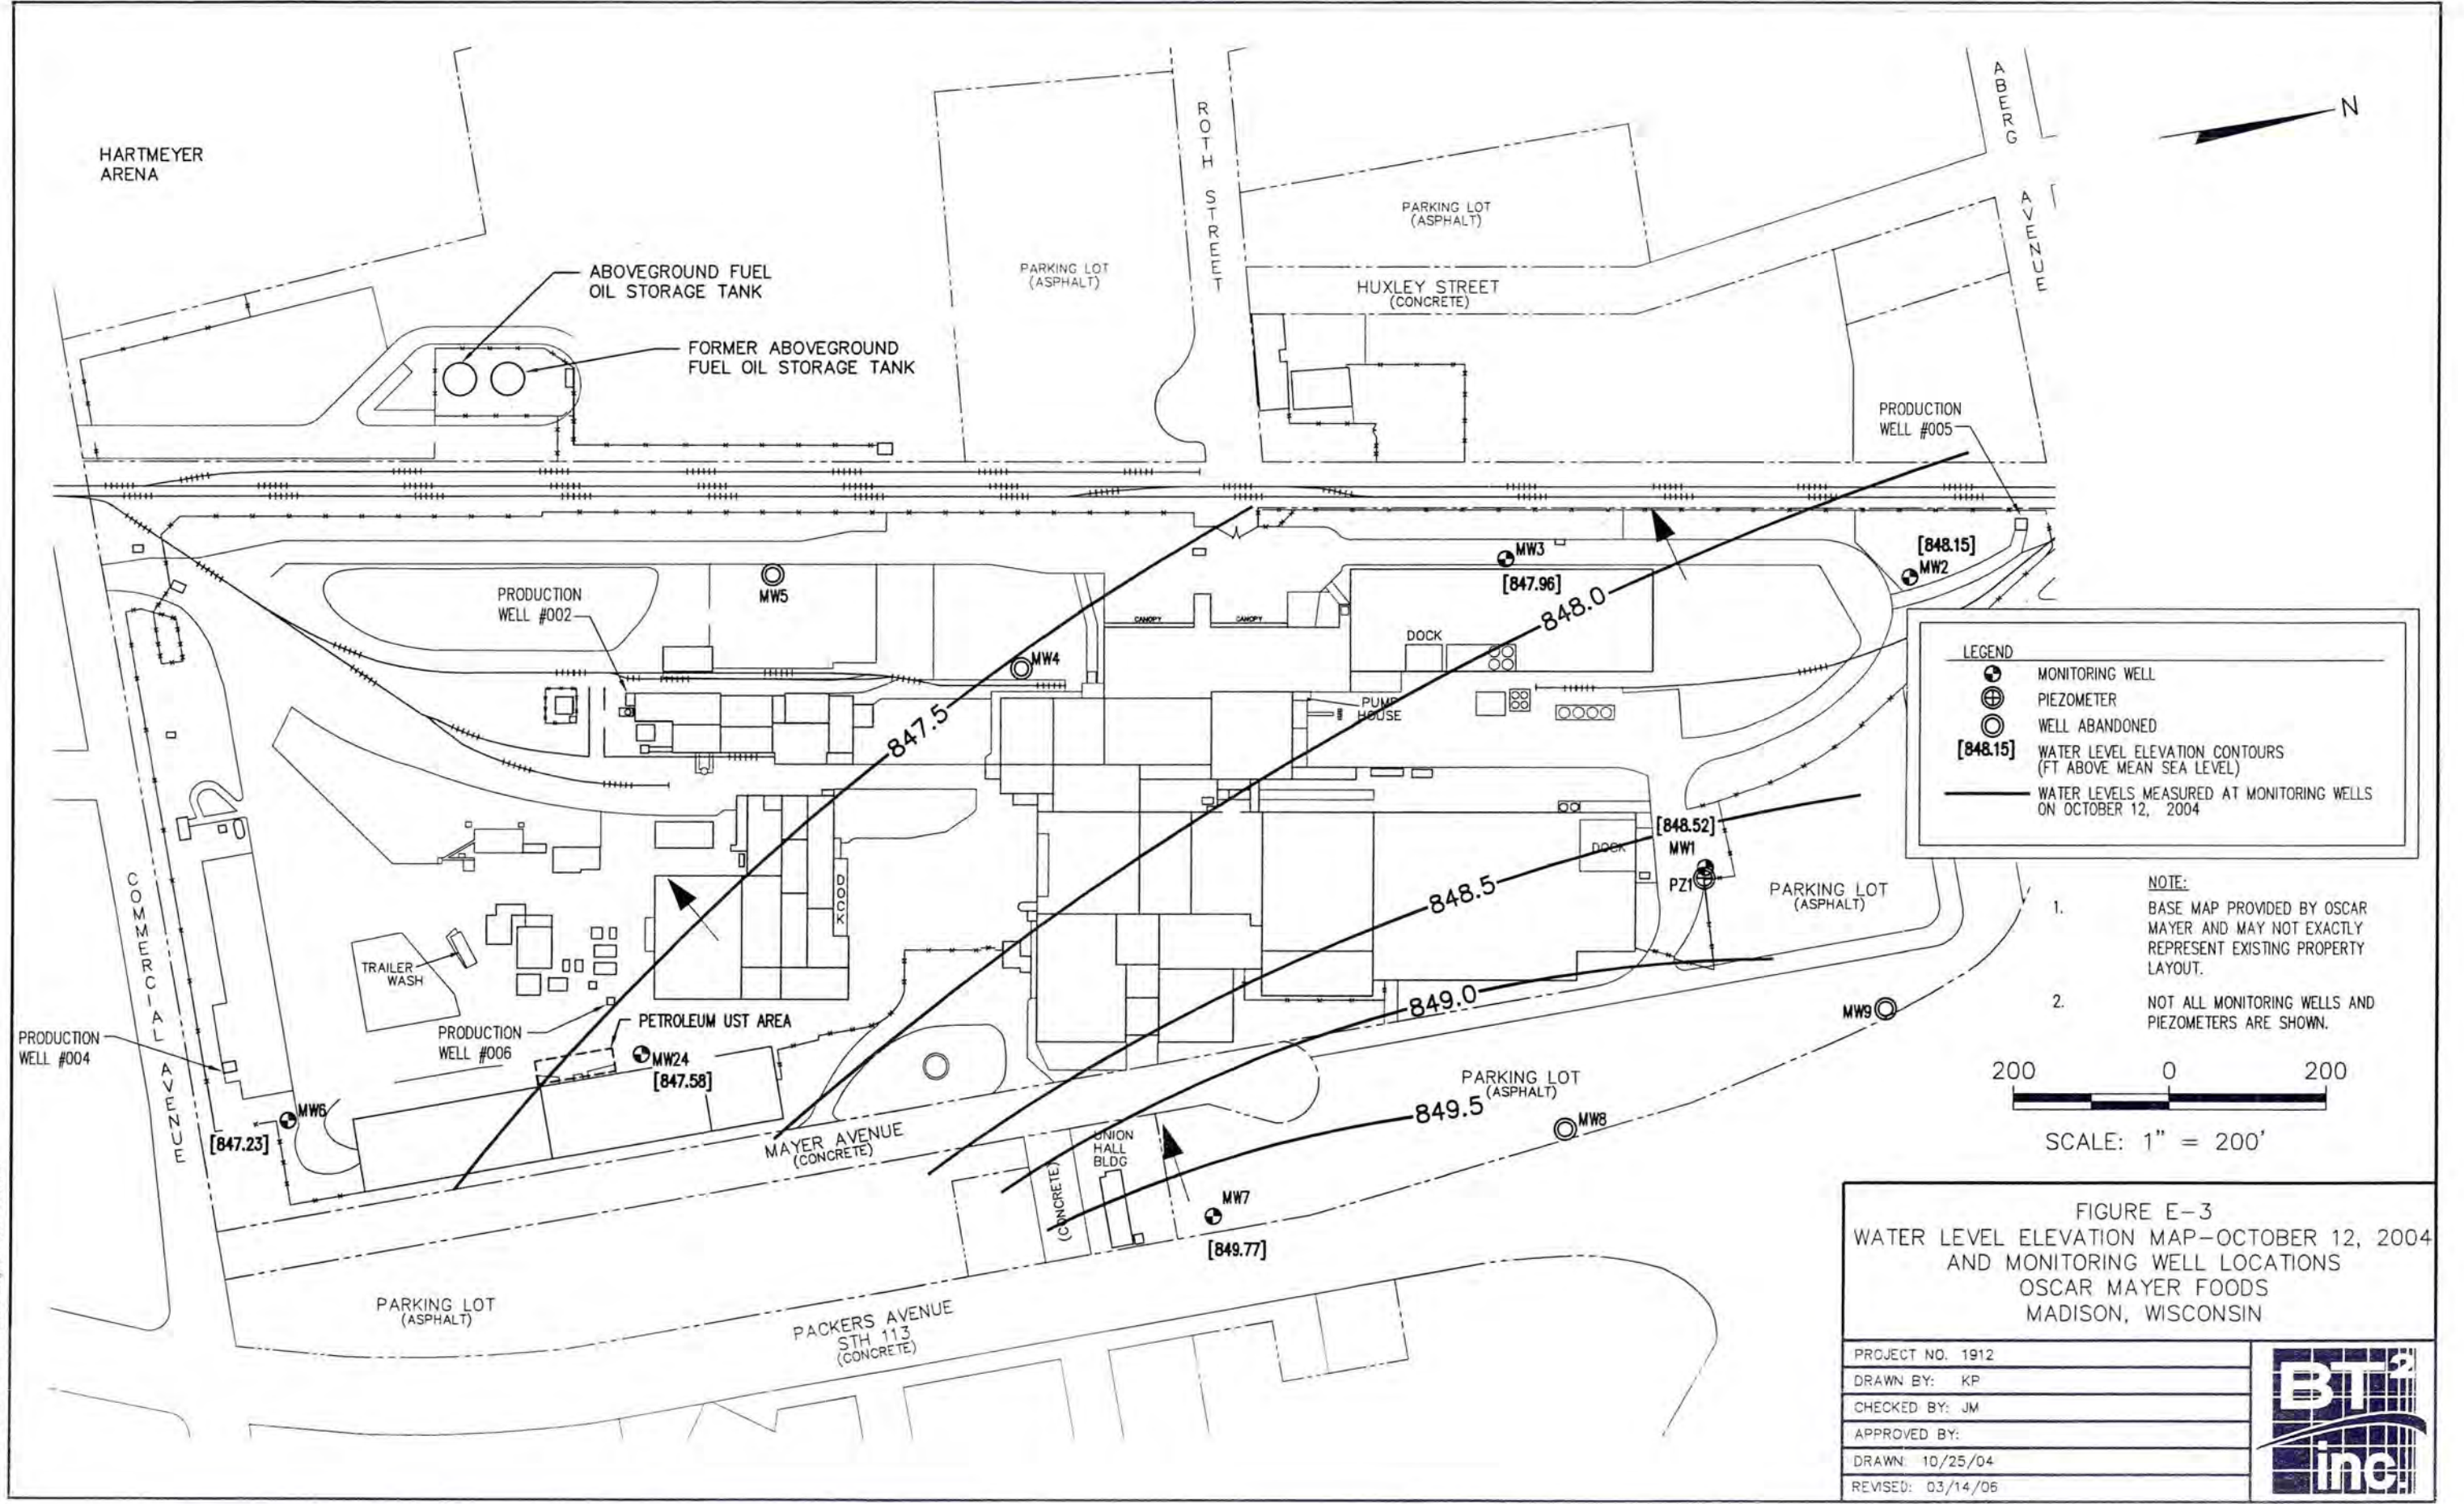 HARTMEYER
ARENA
ABOVEGROUND FUEL
OIL STORAGE TANK
FORMER ABOVEGROUND
FUEL OIL STORAGE TANK
PARKING LOT
(ASPHALT)
ROTH STREET
PARKING LOT
(ASPHALT)
HUXLEY STREET
(CONCRETE)
ABERG AVENUE
N
PRODUCTION
WELL #005
[848.15]
MW2
MW3
[847.96]
848.0
MW5
PRODUCTION
WELL #002
CANOPY
CANOPY
DOCK
MW4
PUMP
HOUSE
847.5
[848.52]
MW1
PZ1
DOCK
848.5
DOCK
PARKING LOT
(ASPHALT)
COMMERCIAL AVENUE
TRAILER
WASH
849.0
PRODUCTION
WELL #006
PETROLEUM UST AREA
PRODUCTION
WELL #004
MW24
[847.58]
MW9
MW6
[847.23]
PARKING LOT
(ASPHALT)
849.5
MW8
MAYER AVENUE
(CONCRETE)
UNION
HALL
BLDG
(CONCRETE)
MW7
[849.77]
PARKING LOT
(ASPHALT)
PACKERS AVENUE
STH 113
(CONCRETE)
LEGEND
MONITORING WELL
PIEZOMETER
WELL ABANDONED
[848.15] WATER LEVEL ELEVATION CONTOURS
(FT ABOVE MEAN SEA LEVEL)
WATER LEVELS MEASURED AT MONITORING WELLS
ON OCTOBER 12, 2004
NOTE:
1. BASE MAP PROVIDED BY OSCAR
MAYER AND MAY NOT EXACTLY
REPRESENT EXISTING PROPERTY
LAYOUT.
2. NOT ALL MONITORING WELLS AND
PIEZOMETERS ARE SHOWN.
200 0 200
SCALE: 1" = 200'
FIGURE E-3
WATER LEVEL ELEVATION MAP-OCTOBER 12, 2004
AND MONITORING WELL LOCATIONS
OSCAR MAYER FOODS
MADISON, WISCONSIN
PROJECT NO. 1912
DRAWN BY: KP
CHECKED BY: JM
APPROVED BY:
DRAWN: 10/25/04
REVISED: 03/14/06
BT²
inc.